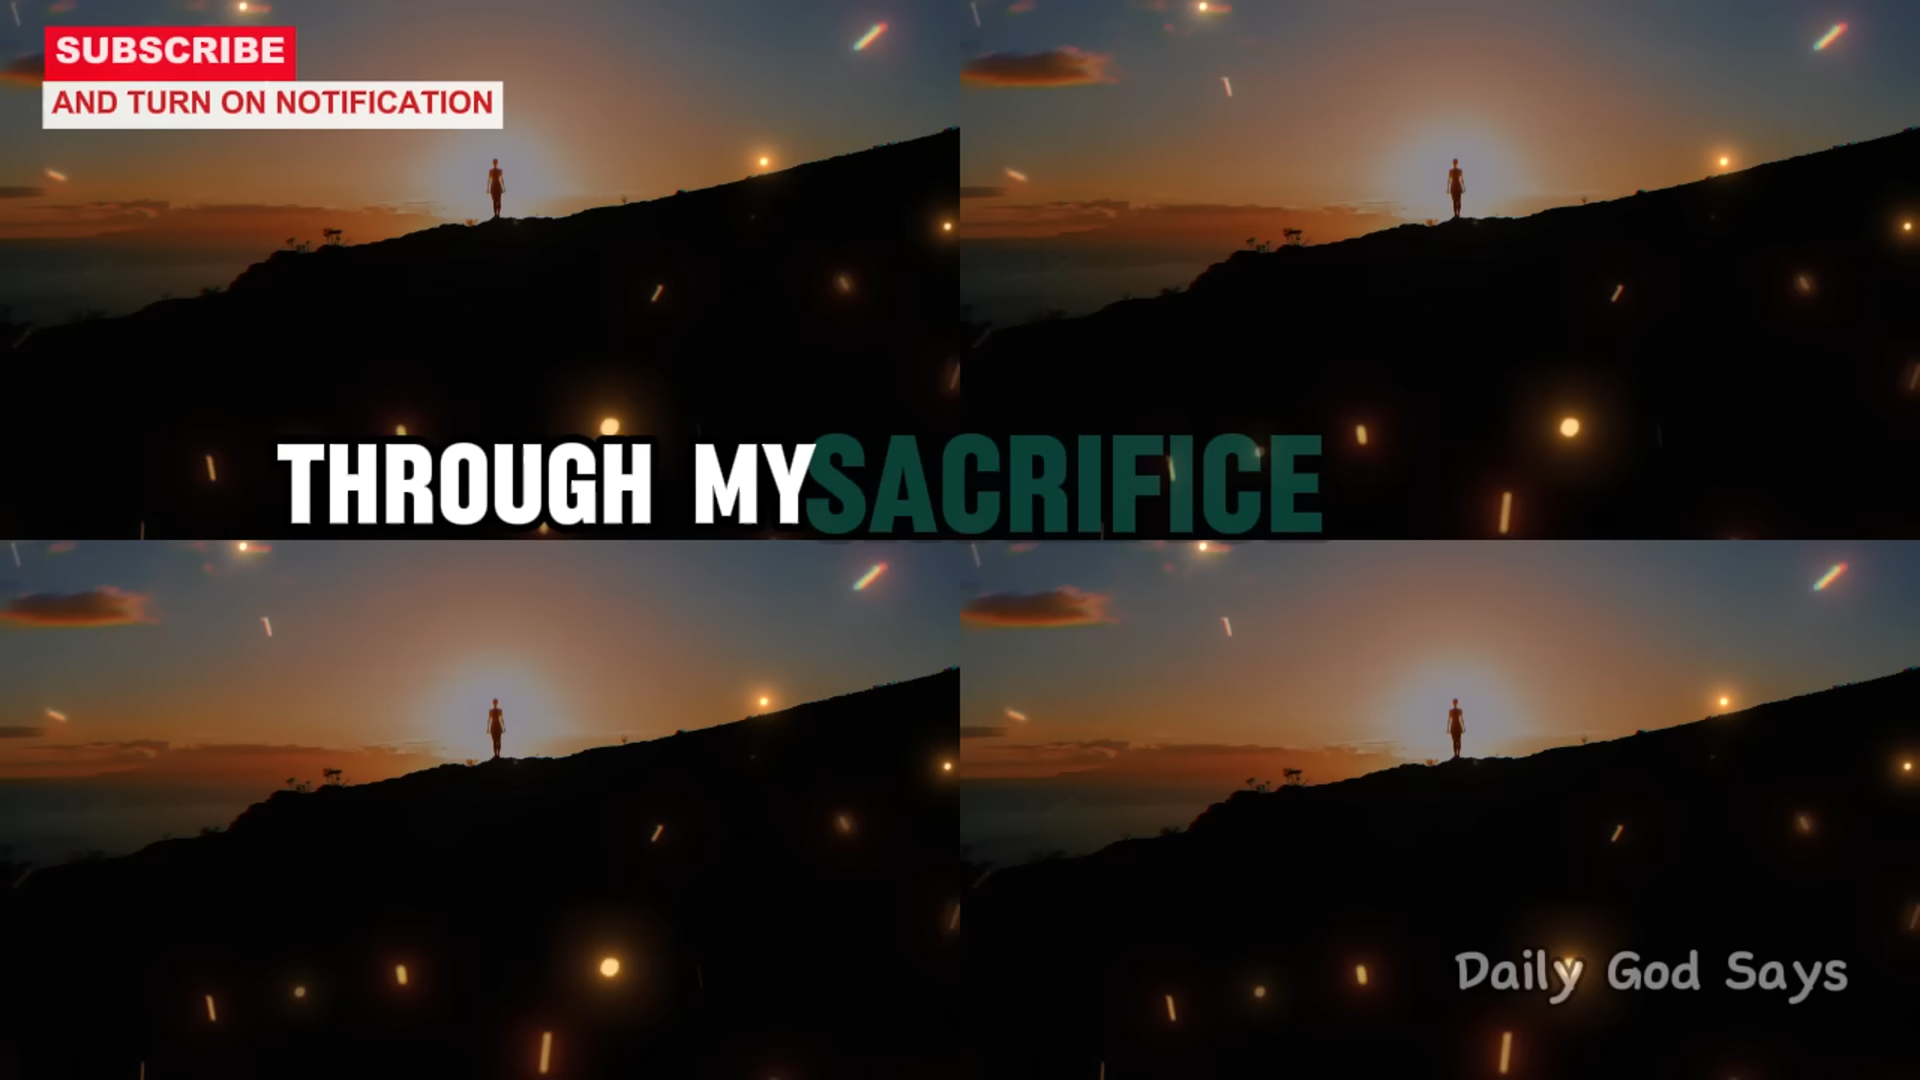 SUBSCRIBE
AND TURN ON NOTIFICATION
THROUGH MY SACRIFICE
Daily God Says